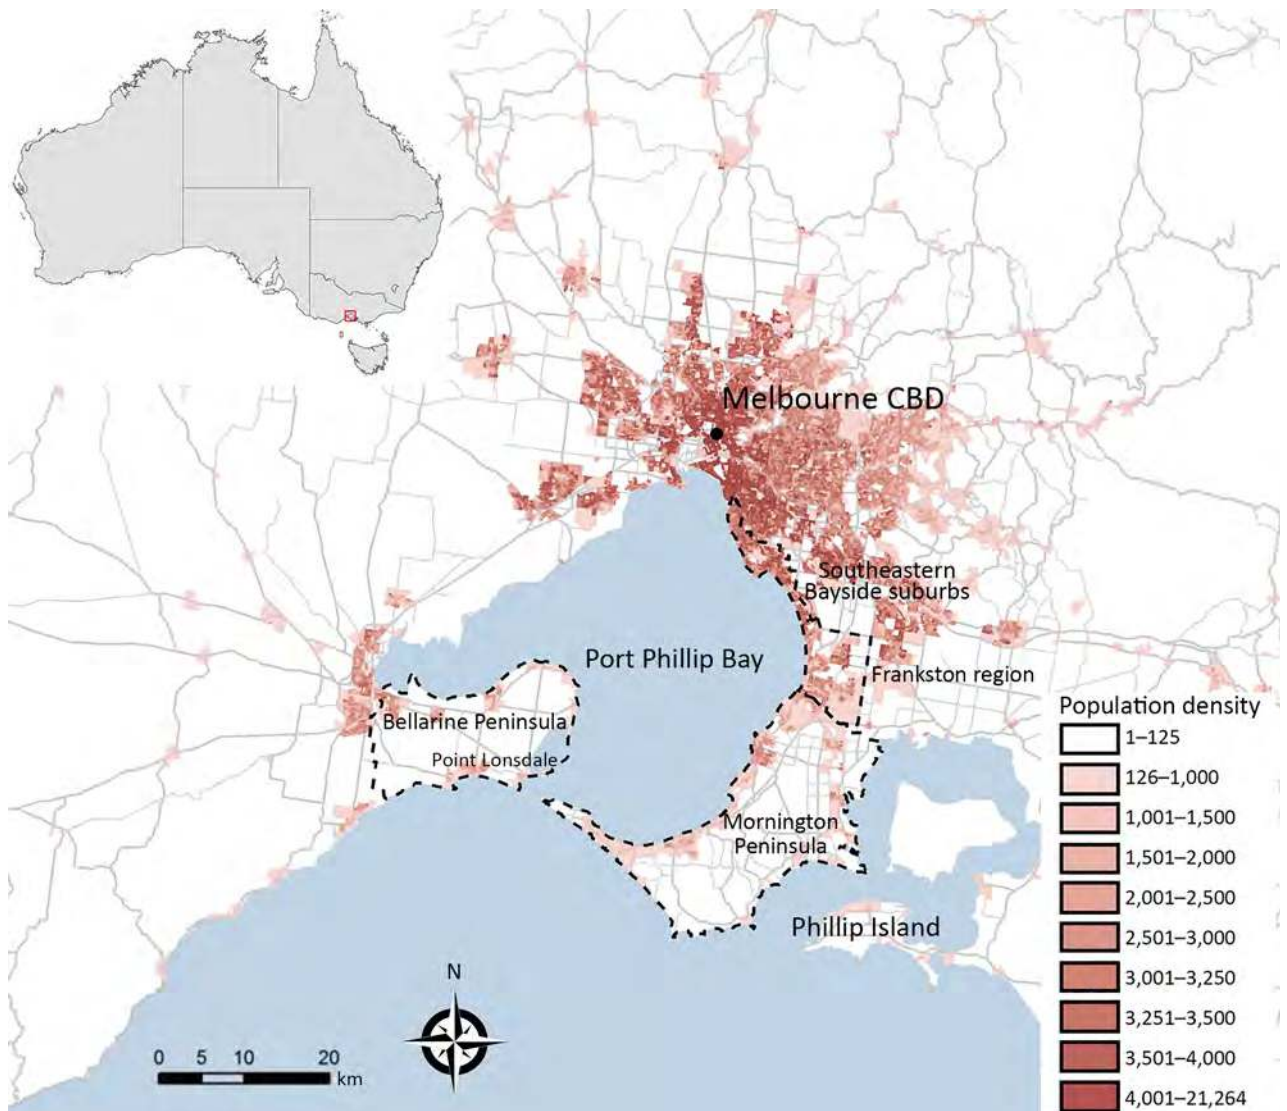 Melbourne CBD
Southeastern
Bayside suburbs
Port Phillip Bay
Frankston region
Bellarine Peninsula
Point Lonsdale
Mornington
Peninsula
Phillip Island
N
0 5 10 20
km
Population density
1–125
126–1,000
1,001–1,500
1,501–2,000
2,001–2,500
2,501–3,000
3,001–3,250
3,251–3,500
3,501–4,000
4,001–21,264